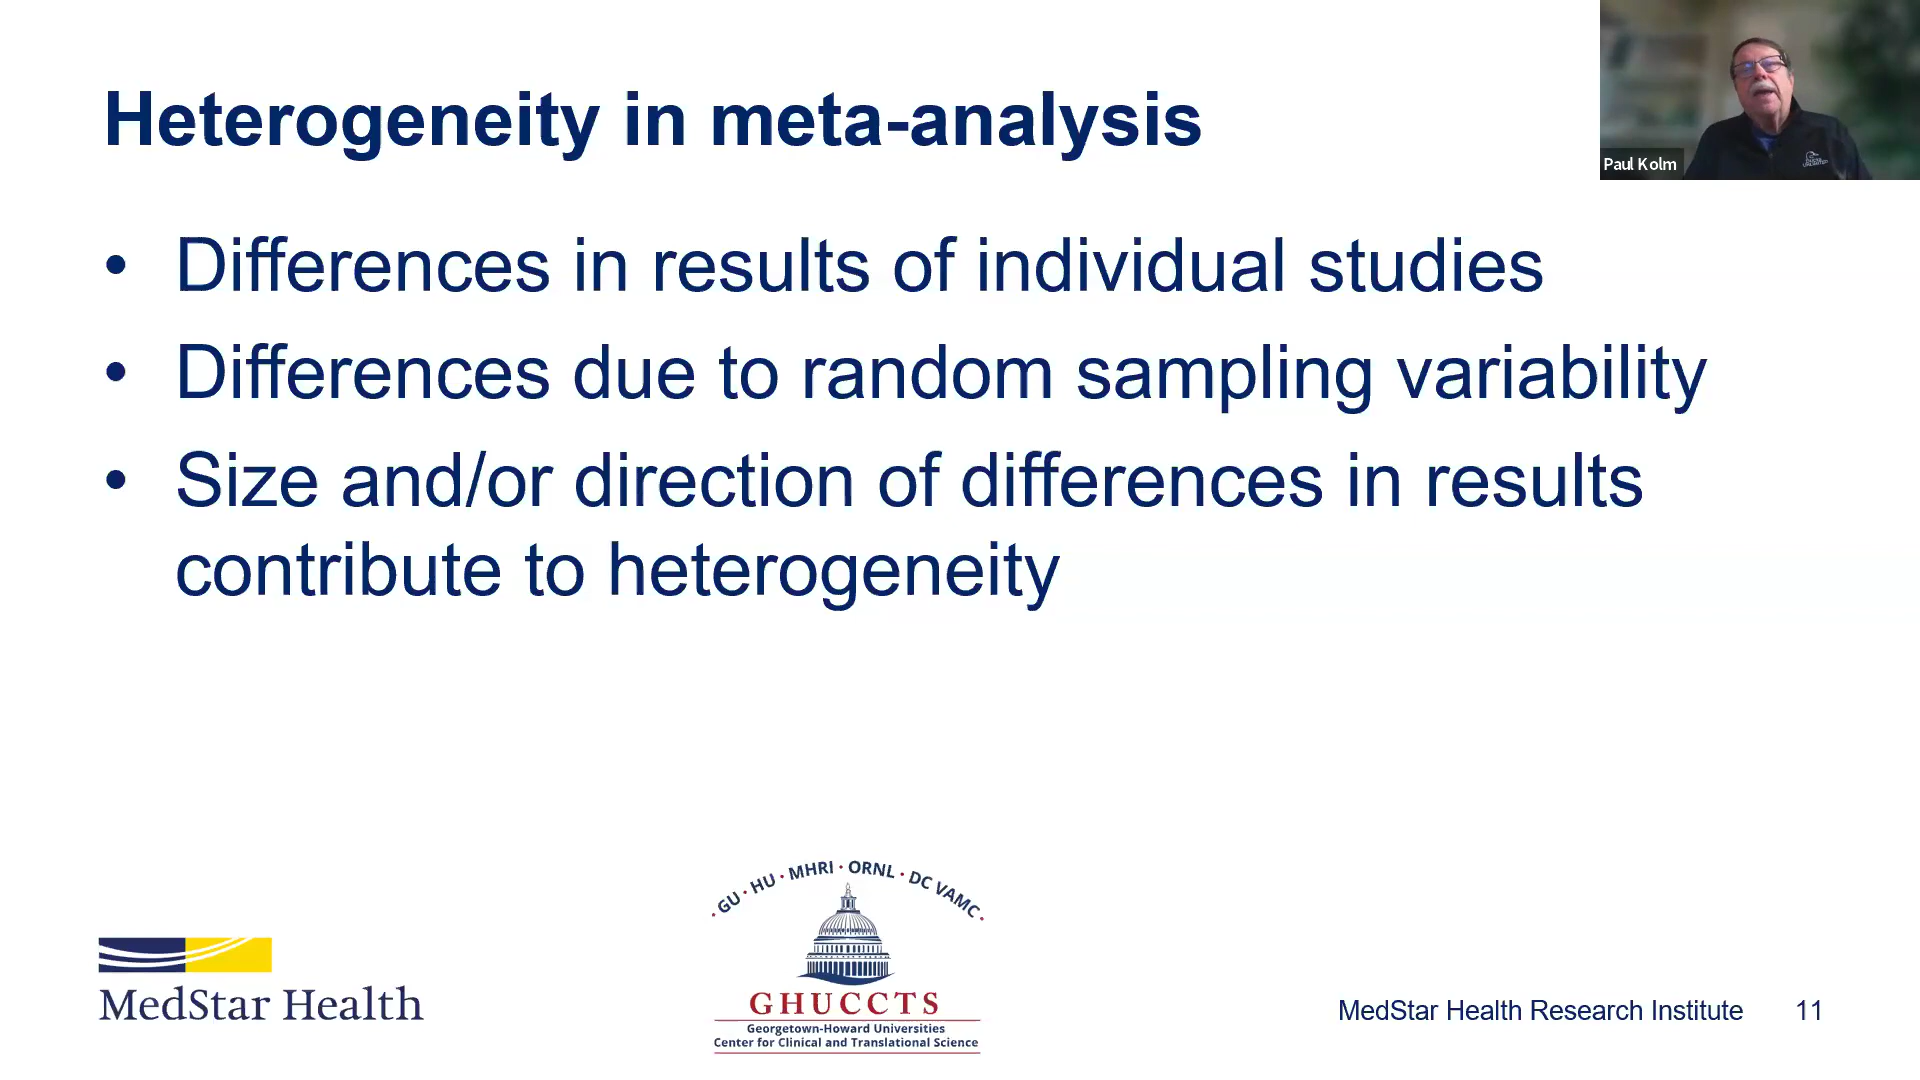 Heterogeneity in meta-analysis
Paul Kolm
• Differences in results of individual studies
• Differences due to random sampling variability
• Size and/or direction of differences in results
contribute to heterogeneity
· GU · HU · MHRI · ORNL · DC VAMC ·
GHUCCTS
Georgetown-Howard Universities
Center for Clinical and Translational Science
MedStar Health
MedStar Health Research Institute 11